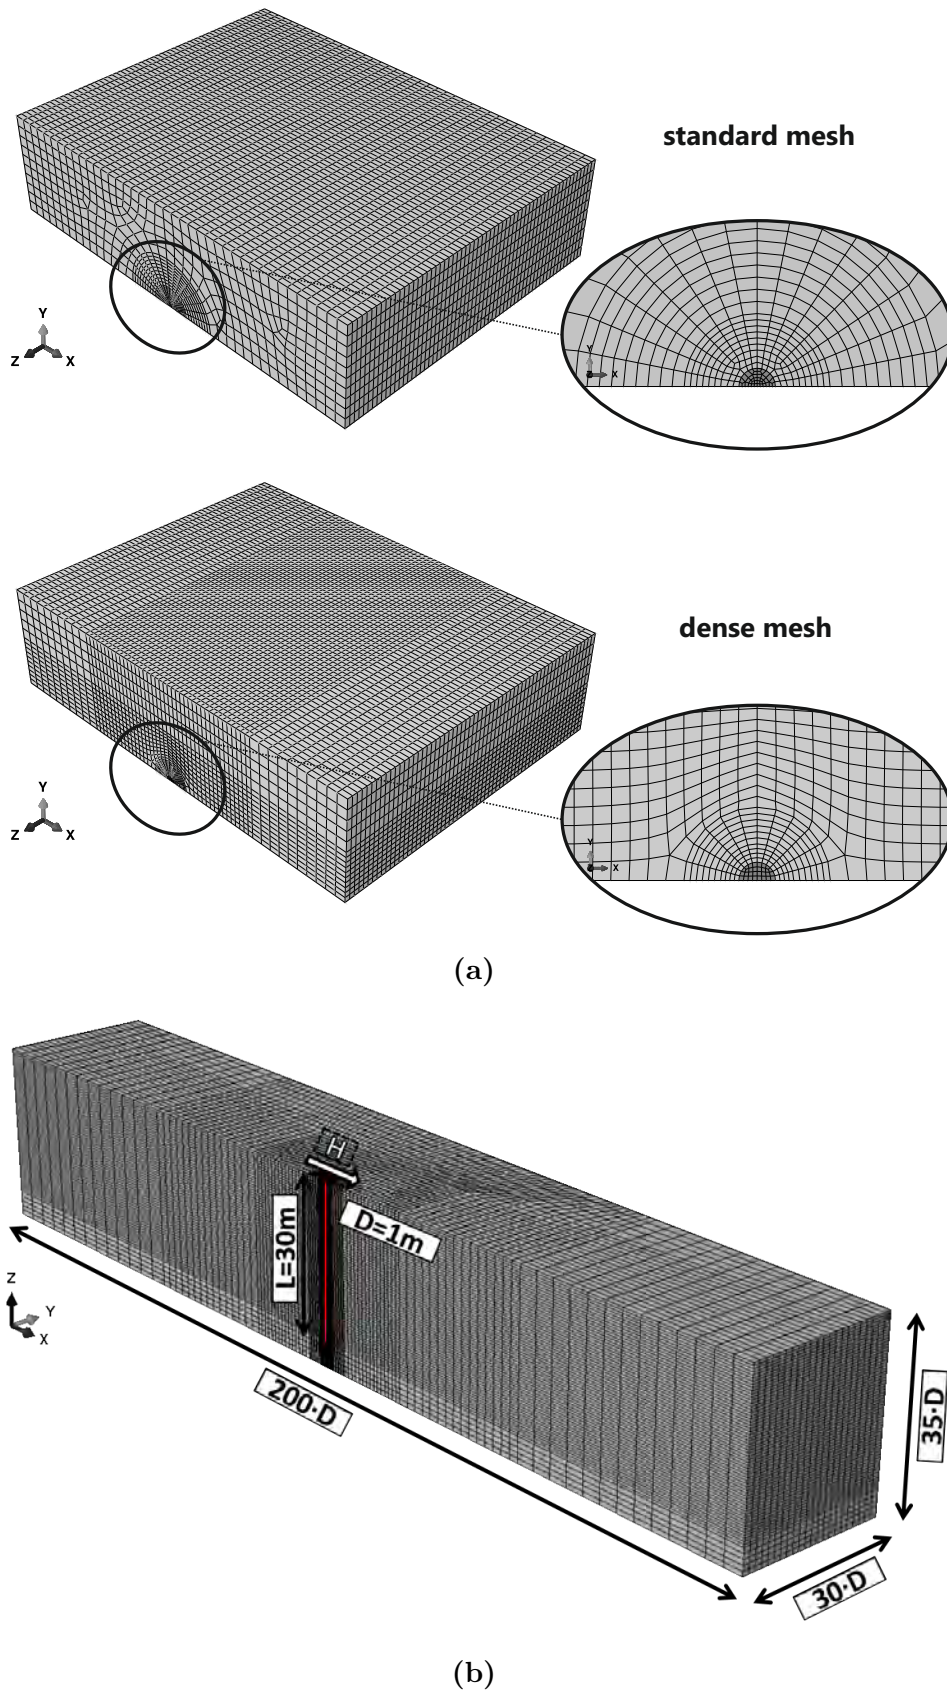 standard mesh
Y
Z X
Y
X
dense mesh
Y
Z X
Y
X
(a)
H
D=1m
L=30m
Z
Y
X
200·D
35·D
30·D
(b)